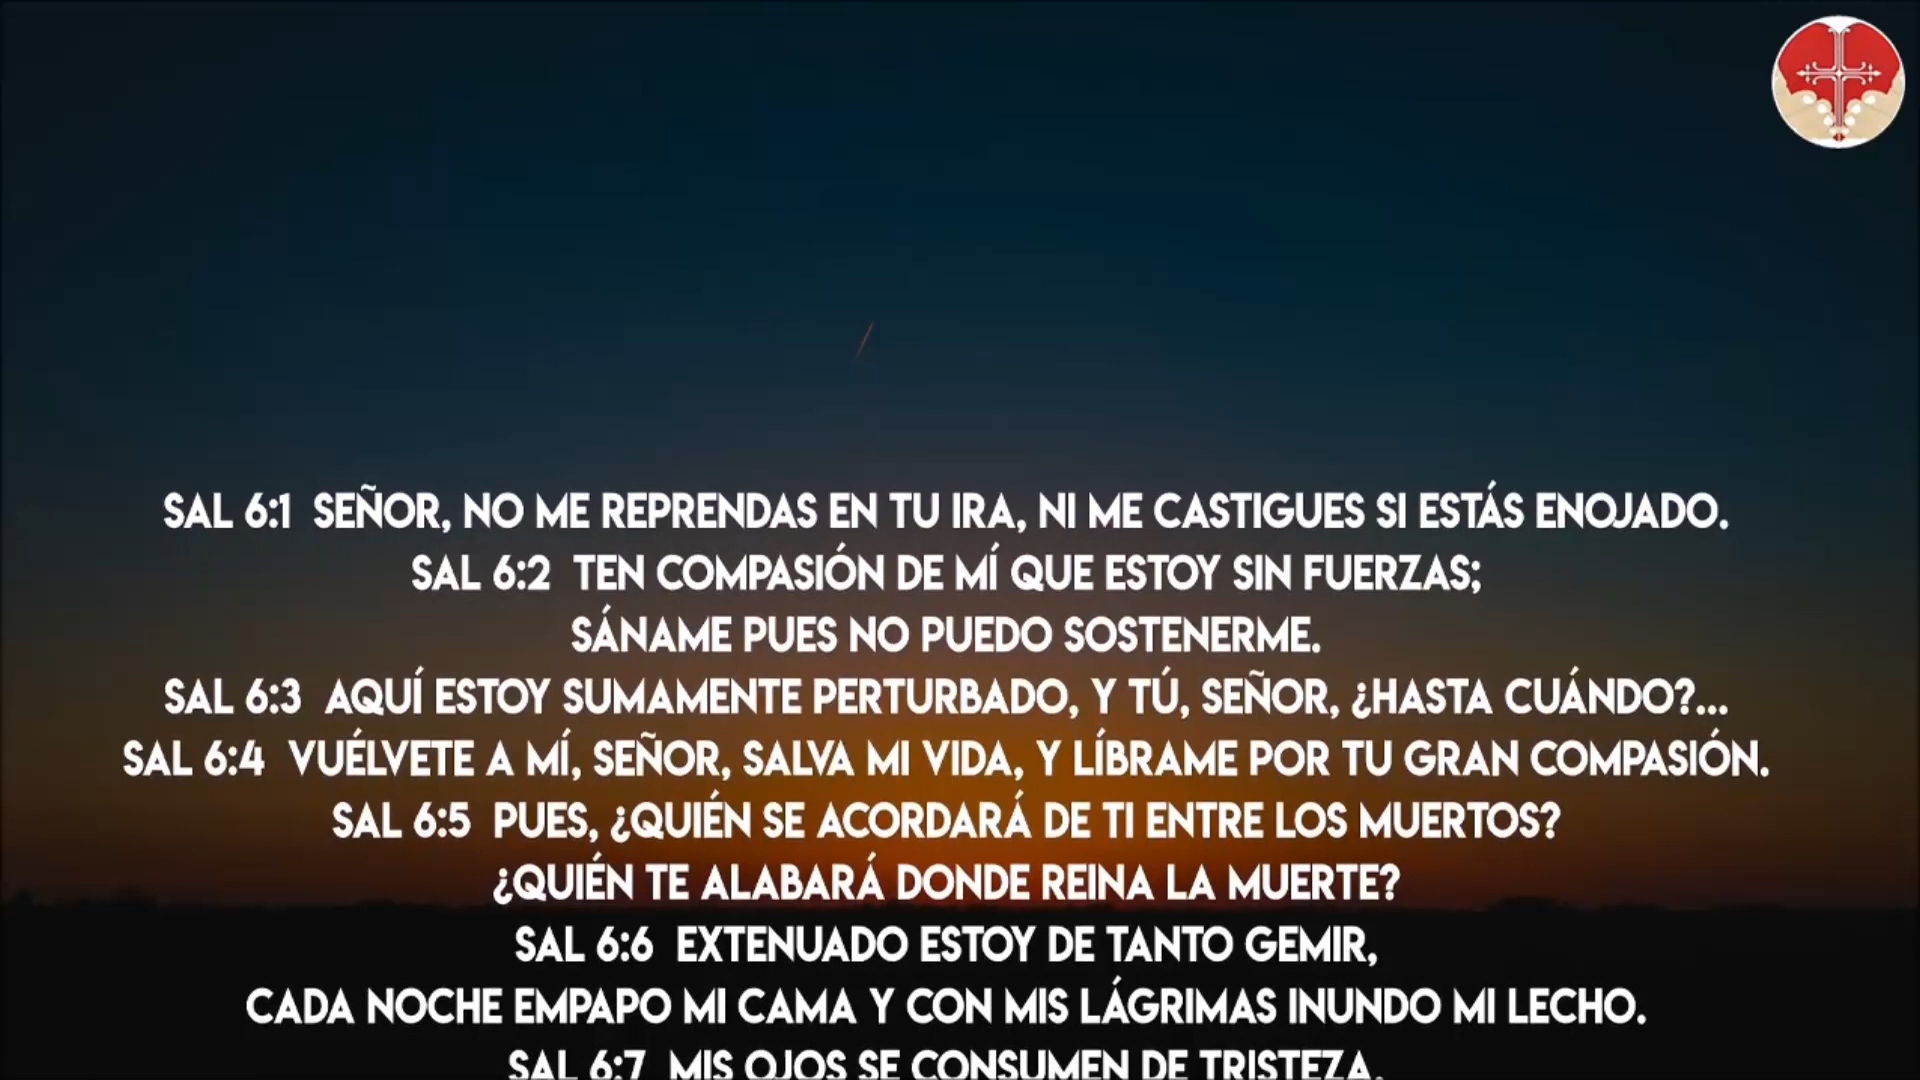 SAL 6:1 SEÑOR, NO ME REPRENDAS EN TU IRA, NI ME CASTIGUES SI ESTÁS ENOJADO.
SAL 6:2 TEN COMPASIÓN DE MÍ QUE ESTOY SIN FUERZAS;
SÁNAME PUES NO PUEDO SOSTENERME.
SAL 6:3 AQUÍ ESTOY SUMAMENTE PERTURBADO, Y TÚ, SEÑOR, ¿HASTA CUÁNDO?...
SAL 6:4 VUÉLVETE A MÍ, SEÑOR, SALVA MI VIDA, Y LÍBRAME POR TU GRAN COMPASIÓN.
SAL 6:5 PUES, ¿QUIÉN SE ACORDARÁ DE TI ENTRE LOS MUERTOS?
¿QUIÉN TE ALABARÁ DONDE REINA LA MUERTE?
SAL 6:6 EXTENUADO ESTOY DE TANTO GEMIR,
CADA NOCHE EMPAPO MI CAMA Y CON MIS LÁGRIMAS INUNDO MI LECHO.
SAL 6:7 MIS OJOS SE CONSUMEN DE TRISTEZA,